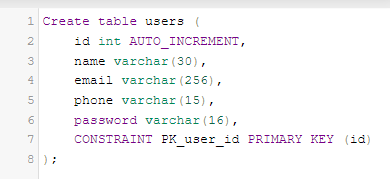 1 Create table users (
2 id int AUTO_INCREMENT,
3 name varchar(30),
4 email varchar(256),
5 phone varchar(15),
6 password varchar(16),
7 CONSTRAINT PK_user_id PRIMARY KEY (id)
8 );